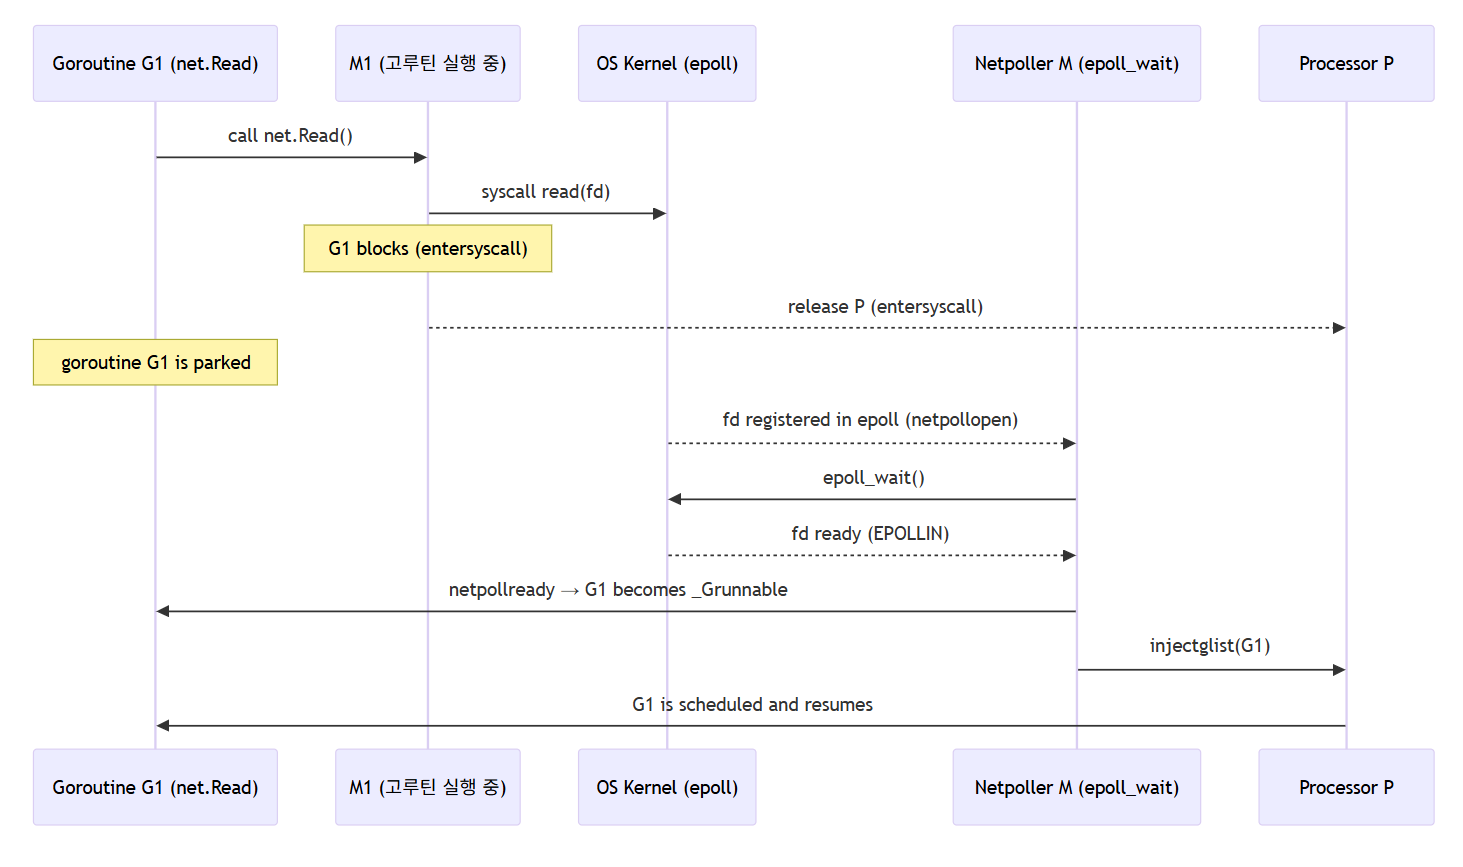 Goroutine G1 (net.Read)
M1 (고루틴 실행 중)
OS Kernel (epoll)
Netpoller M (epoll_wait)
Processor P
call net.Read()
syscall read(fd)
G1 blocks (entersyscall)
release P (entersyscall)
goroutine G1 is parked
fd registered in epoll (netpollopen)
epoll_wait()
fd ready (EPOLLIN)
netpollready → G1 becomes _Grunnable
injectglist(G1)
G1 is scheduled and resumes
Goroutine G1 (net.Read)
M1 (고루틴 실행 중)
OS Kernel (epoll)
Netpoller M (epoll_wait)
Processor P